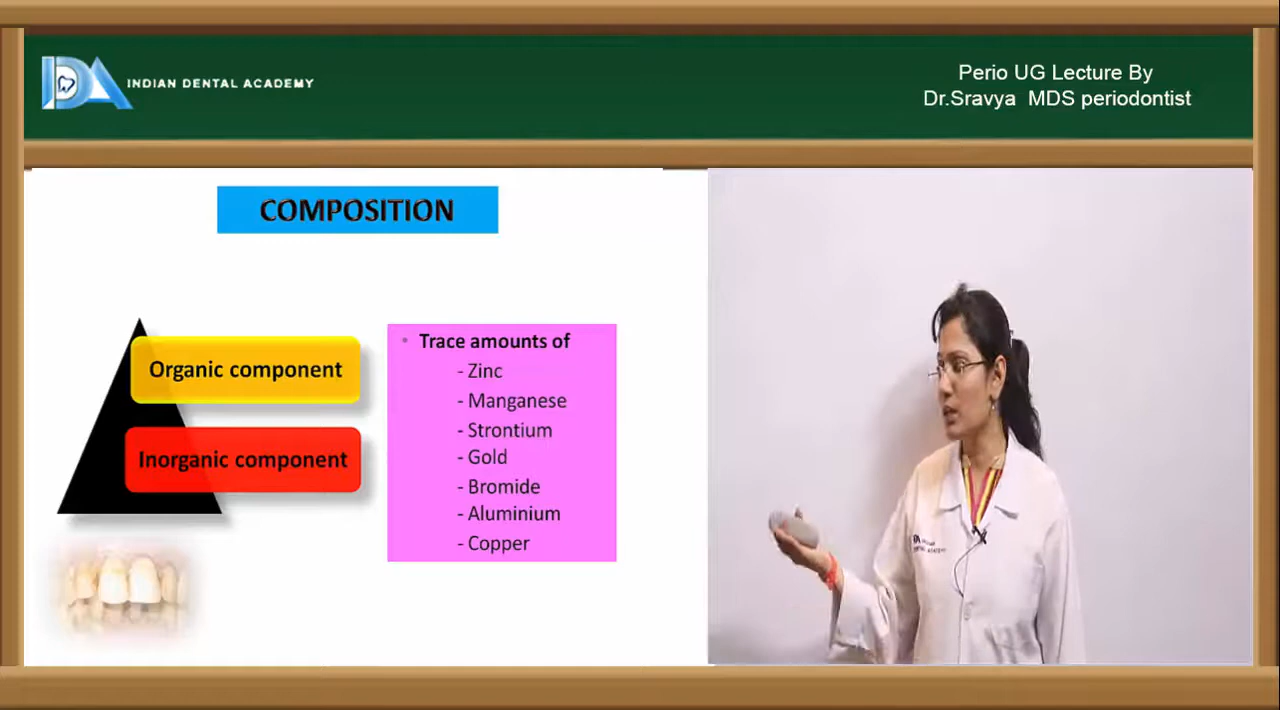 IDA INDIAN DENTAL ACADEMY
Perio UG Lecture By
Dr.Sravya MDS periodontist
COMPOSITION
Organic component
Inorganic component
• Trace amounts of
- Zinc
- Manganese
- Strontium
- Gold
- Bromide
- Aluminium
- Copper